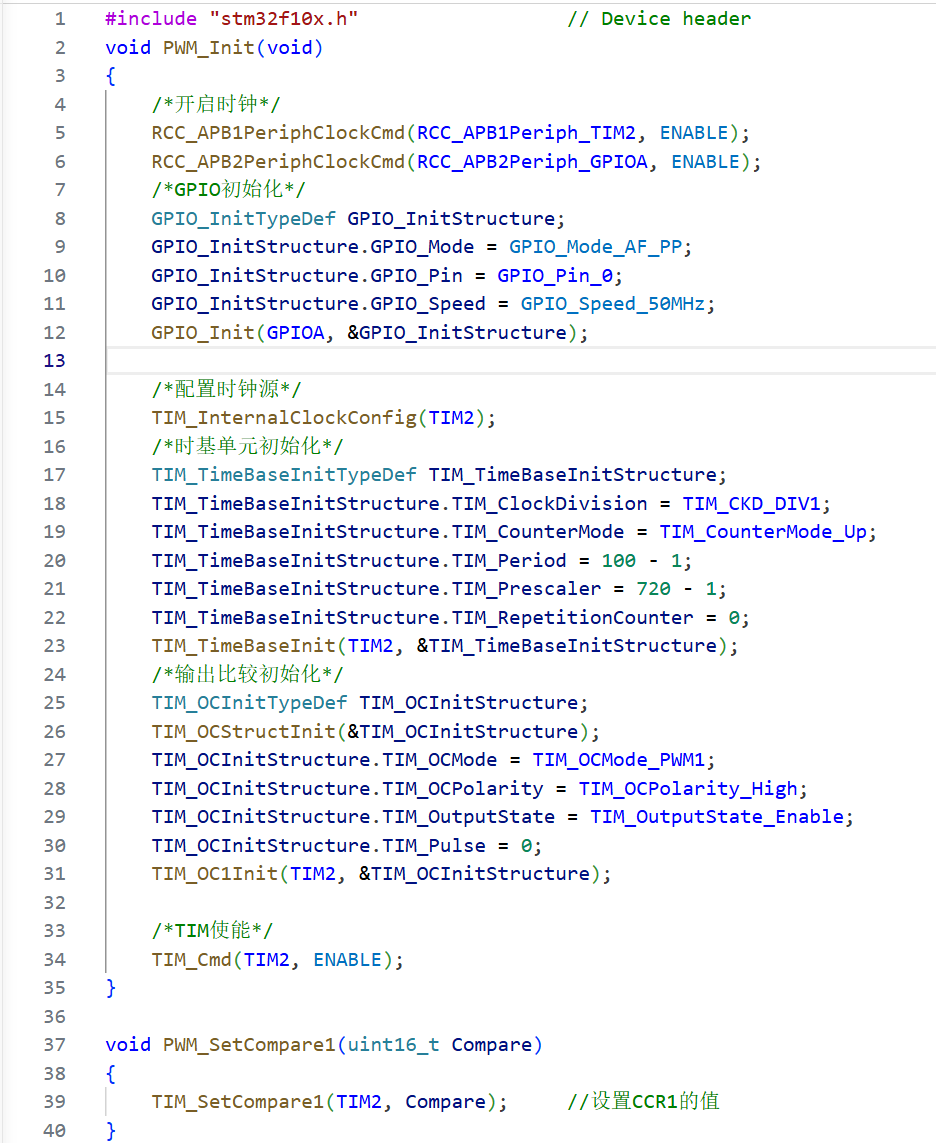 1 #include "stm32f10x.h" // Device header
2 void PWM_Init(void)
3 {
4 /*开启时钟*/
5 RCC_APB1PeriphClockCmd(RCC_APB1Periph_TIM2, ENABLE);
6 RCC_APB2PeriphClockCmd(RCC_APB2Periph_GPIOA, ENABLE);
7 /*GPIO初始化*/
8 GPIO_InitTypeDef GPIO_InitStructure;
9 GPIO_InitStructure.GPIO_Mode = GPIO_Mode_AF_PP;
10 GPIO_InitStructure.GPIO_Pin = GPIO_Pin_0;
11 GPIO_InitStructure.GPIO_Speed = GPIO_Speed_50MHz;
12 GPIO_Init(GPIOA, &GPIO_InitStructure);
13
14 /*配置时钟源*/
15 TIM_InternalClockConfig(TIM2);
16 /*时基单元初始化*/
17 TIM_TimeBaseInitTypeDef TIM_TimeBaseInitStructure;
18 TIM_TimeBaseInitStructure.TIM_ClockDivision = TIM_CKD_DIV1;
19 TIM_TimeBaseInitStructure.TIM_CounterMode = TIM_CounterMode_Up;
20 TIM_TimeBaseInitStructure.TIM_Period = 100 - 1;
21 TIM_TimeBaseInitStructure.TIM_Prescaler = 720 - 1;
22 TIM_TimeBaseInitStructure.TIM_RepetitionCounter = 0;
23 TIM_TimeBaseInit(TIM2, &TIM_TimeBaseInitStructure);
24 /*输出比较初始化*/
25 TIM_OCInitTypeDef TIM_OCInitStructure;
26 TIM_OCStructInit(&TIM_OCInitStructure);
27 TIM_OCInitStructure.TIM_OCMode = TIM_OCMode_PWM1;
28 TIM_OCInitStructure.TIM_OCPolarity = TIM_OCPolarity_High;
29 TIM_OCInitStructure.TIM_OutputState = TIM_OutputState_Enable;
30 TIM_OCInitStructure.TIM_Pulse = 0;
31 TIM_OC1Init(TIM2, &TIM_OCInitStructure);
32
33 /*TIM使能*/
34 TIM_Cmd(TIM2, ENABLE);
35 }
36
37 void PWM_SetCompare1(uint16_t Compare)
38 {
39 TIM_SetCompare1(TIM2, Compare); //设置CCR1的值
40 }